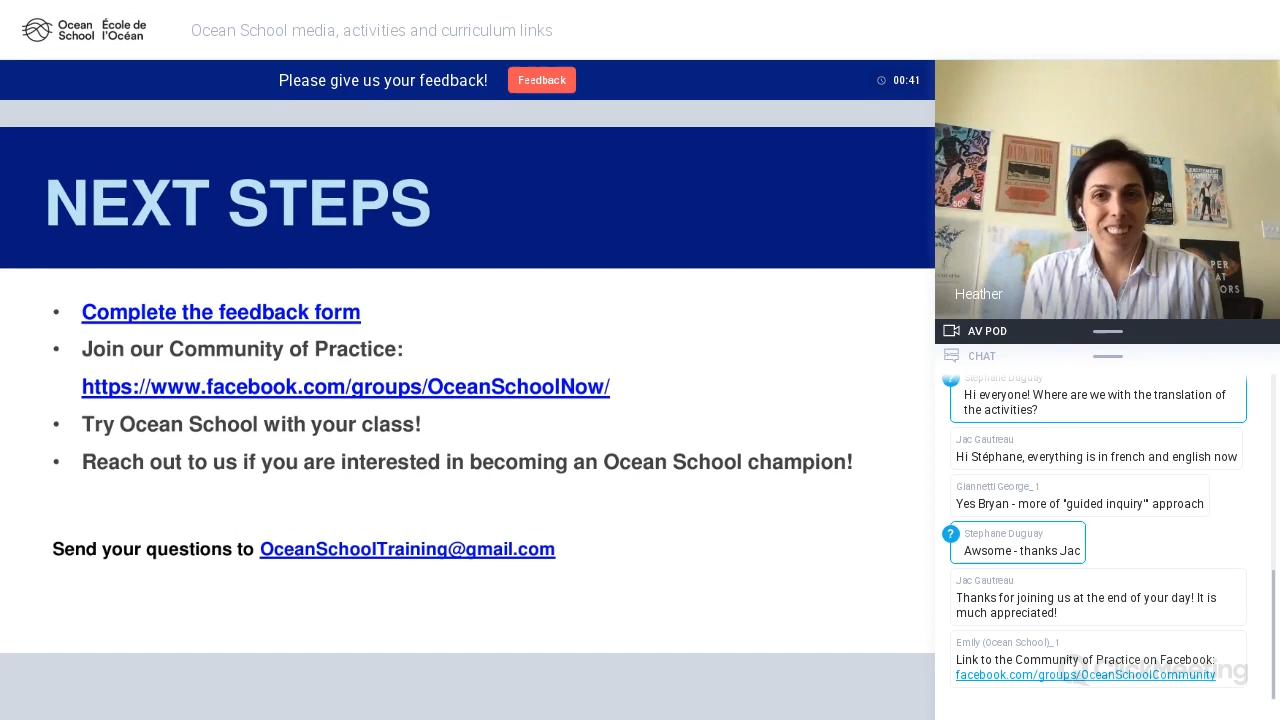 Ocean School
École de l'Océan
Ocean School media, activities and curriculum links
Please give us your feedback!
Feedback
00:41
NEXT STEPS
• Complete the feedback form
• Join our Community of Practice:
https://www.facebook.com/groups/OceanSchoolNow/
• Try Ocean School with your class!
• Reach out to us if you are interested in becoming an Ocean School champion!
Send your questions to OceanSchoolTraining@gmail.com
DARK
Heather
AV POD
CHAT
Stephane Duguay
Hi everyone! Where are we with the translation of
the activities?
Jac Gautreau
Hi Stéphane, everything is in french and english now
Giannetti George_1
Yes Bryan - more of "guided inquiry'" approach
?
Stephane Duguay
Awsome - thanks Jac
Jac Gautreau
Thanks for joining us at the end of your day! It is
much appreciated!
Emily (Ocean School)_1
Link to the Community of Practice on Facebook:
facebook.com/groups/OceanSchoolCommunity
ClickMeeting